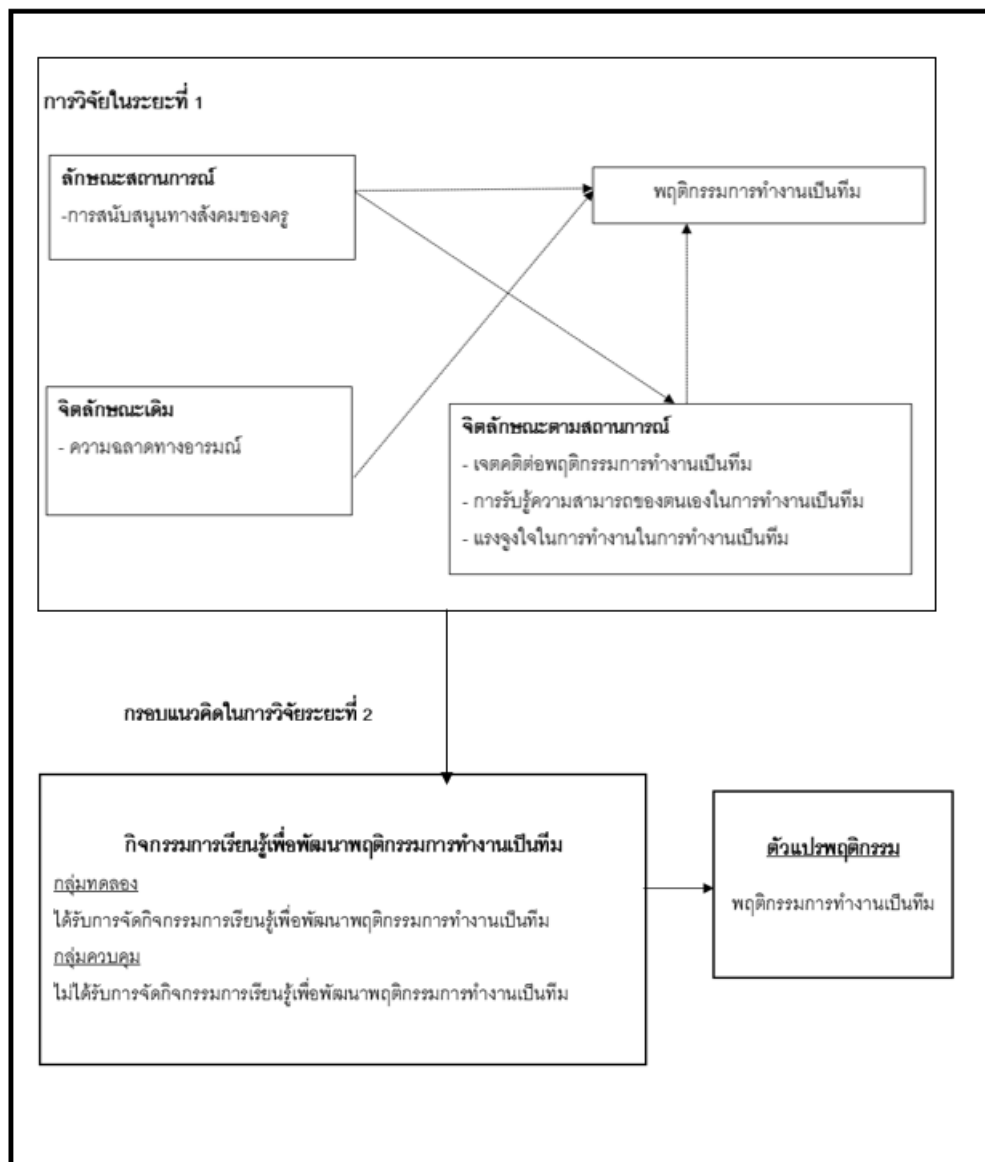 การวิจัยในระยะที่ 1
ลักษณะสถานการณ์
-การสนับสนุนทางสังคมของครู
พฤติกรรมการทำงานเป็นทีม
จิตลักษณะเดิม
- ความฉลาดทางอารมณ์
จิตลักษณะตามสถานการณ์
- เจตคติต่อพฤติกรรมการทำงานเป็นทีม
- การรับรู้ความสามารถของตนเองในการทำงานเป็นทีม
- แรงจูงใจในการทำงานในการทำงานเป็นทีม
กรอบแนวคิดในการวิจัยระยะที่ 2
กิจกรรมการเรียนรู้เพื่อพัฒนาพฤติกรรมการทำงานเป็นทีม
กลุ่มทดลอง
ได้รับการจัดกิจกรรมการเรียนรู้เพื่อพัฒนาพฤติกรรมการทำงานเป็นทีม
กลุ่มควบคุม
ไม่ได้รับการจัดกิจกรรมการเรียนรู้เพื่อพัฒนาพฤติกรรมการทำงานเป็นทีม
ตัวแปรพฤติกรรม
พฤติกรรมการทำงานเป็นทีม